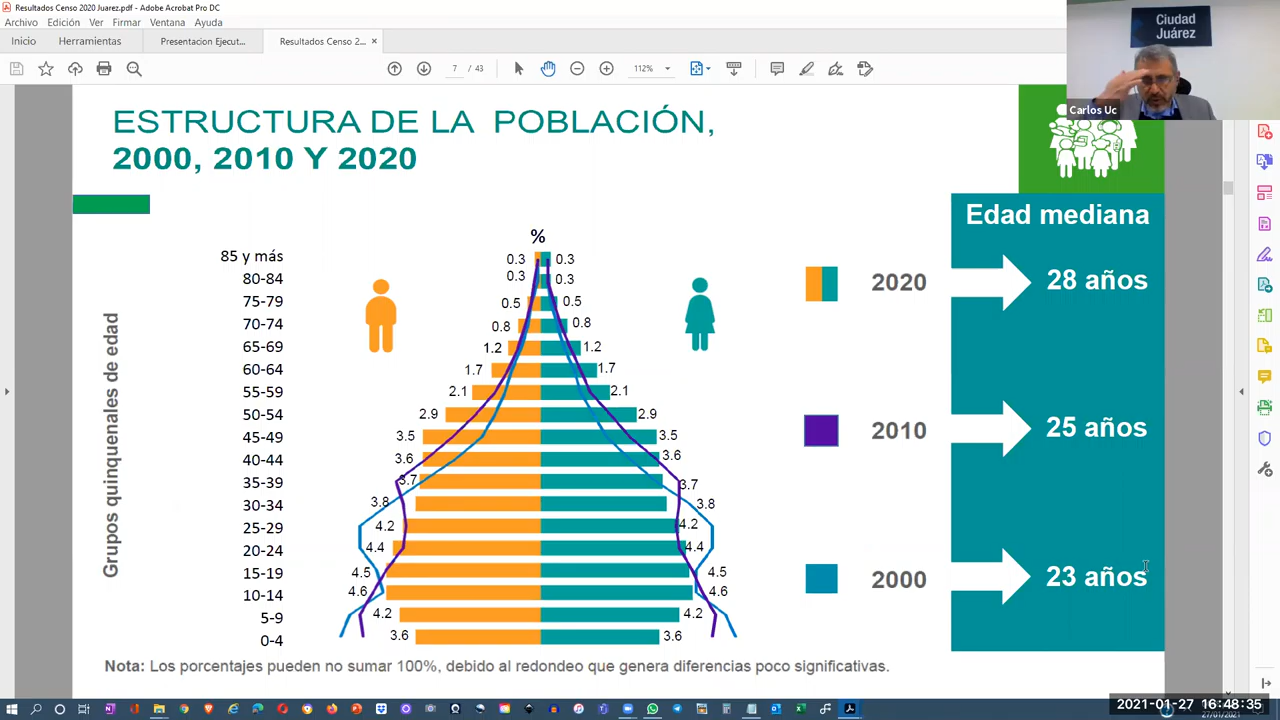 Resultados Censo 2020 Juarez.pdf - Adobe Acrobat Pro DC
Archivo Edición Ver Firmar Ventana Ayuda
Inicio Herramientas Presentacion Ejecut... Resultados Censo 2... ×
7 / 43 112%
Ciudad
Juárez
Carlos Uc
ESTRUCTURA DE LA POBLACIÓN,
2000, 2010 Y 2020
Edad mediana
%
85 y más 0.3 0.3
80-84 0.3 0.3
75-79 0.5 0.5
70-74 0.8 0.8
65-69 1.2 1.2
60-64 1.7 1.7
55-59 2.1 2.1
50-54 2.9 2.9
45-49 3.5 3.5
40-44 3.6 3.6
35-39 3.7 3.7
30-34 3.8 3.8
25-29 4.2 4.2
20-24 4.4 4.4
15-19 4.5 4.5
10-14 4.6 4.6
5-9 4.2 4.2
0-4 3.6 3.6
Grupos quinquenales de edad
2020 28 años
2010 25 años
2000 23 años
Nota: Los porcentajes pueden no sumar 100%, debido al redondeo que genera diferencias poco significativas.
2021-01-27 16:48:35
27/01/2021